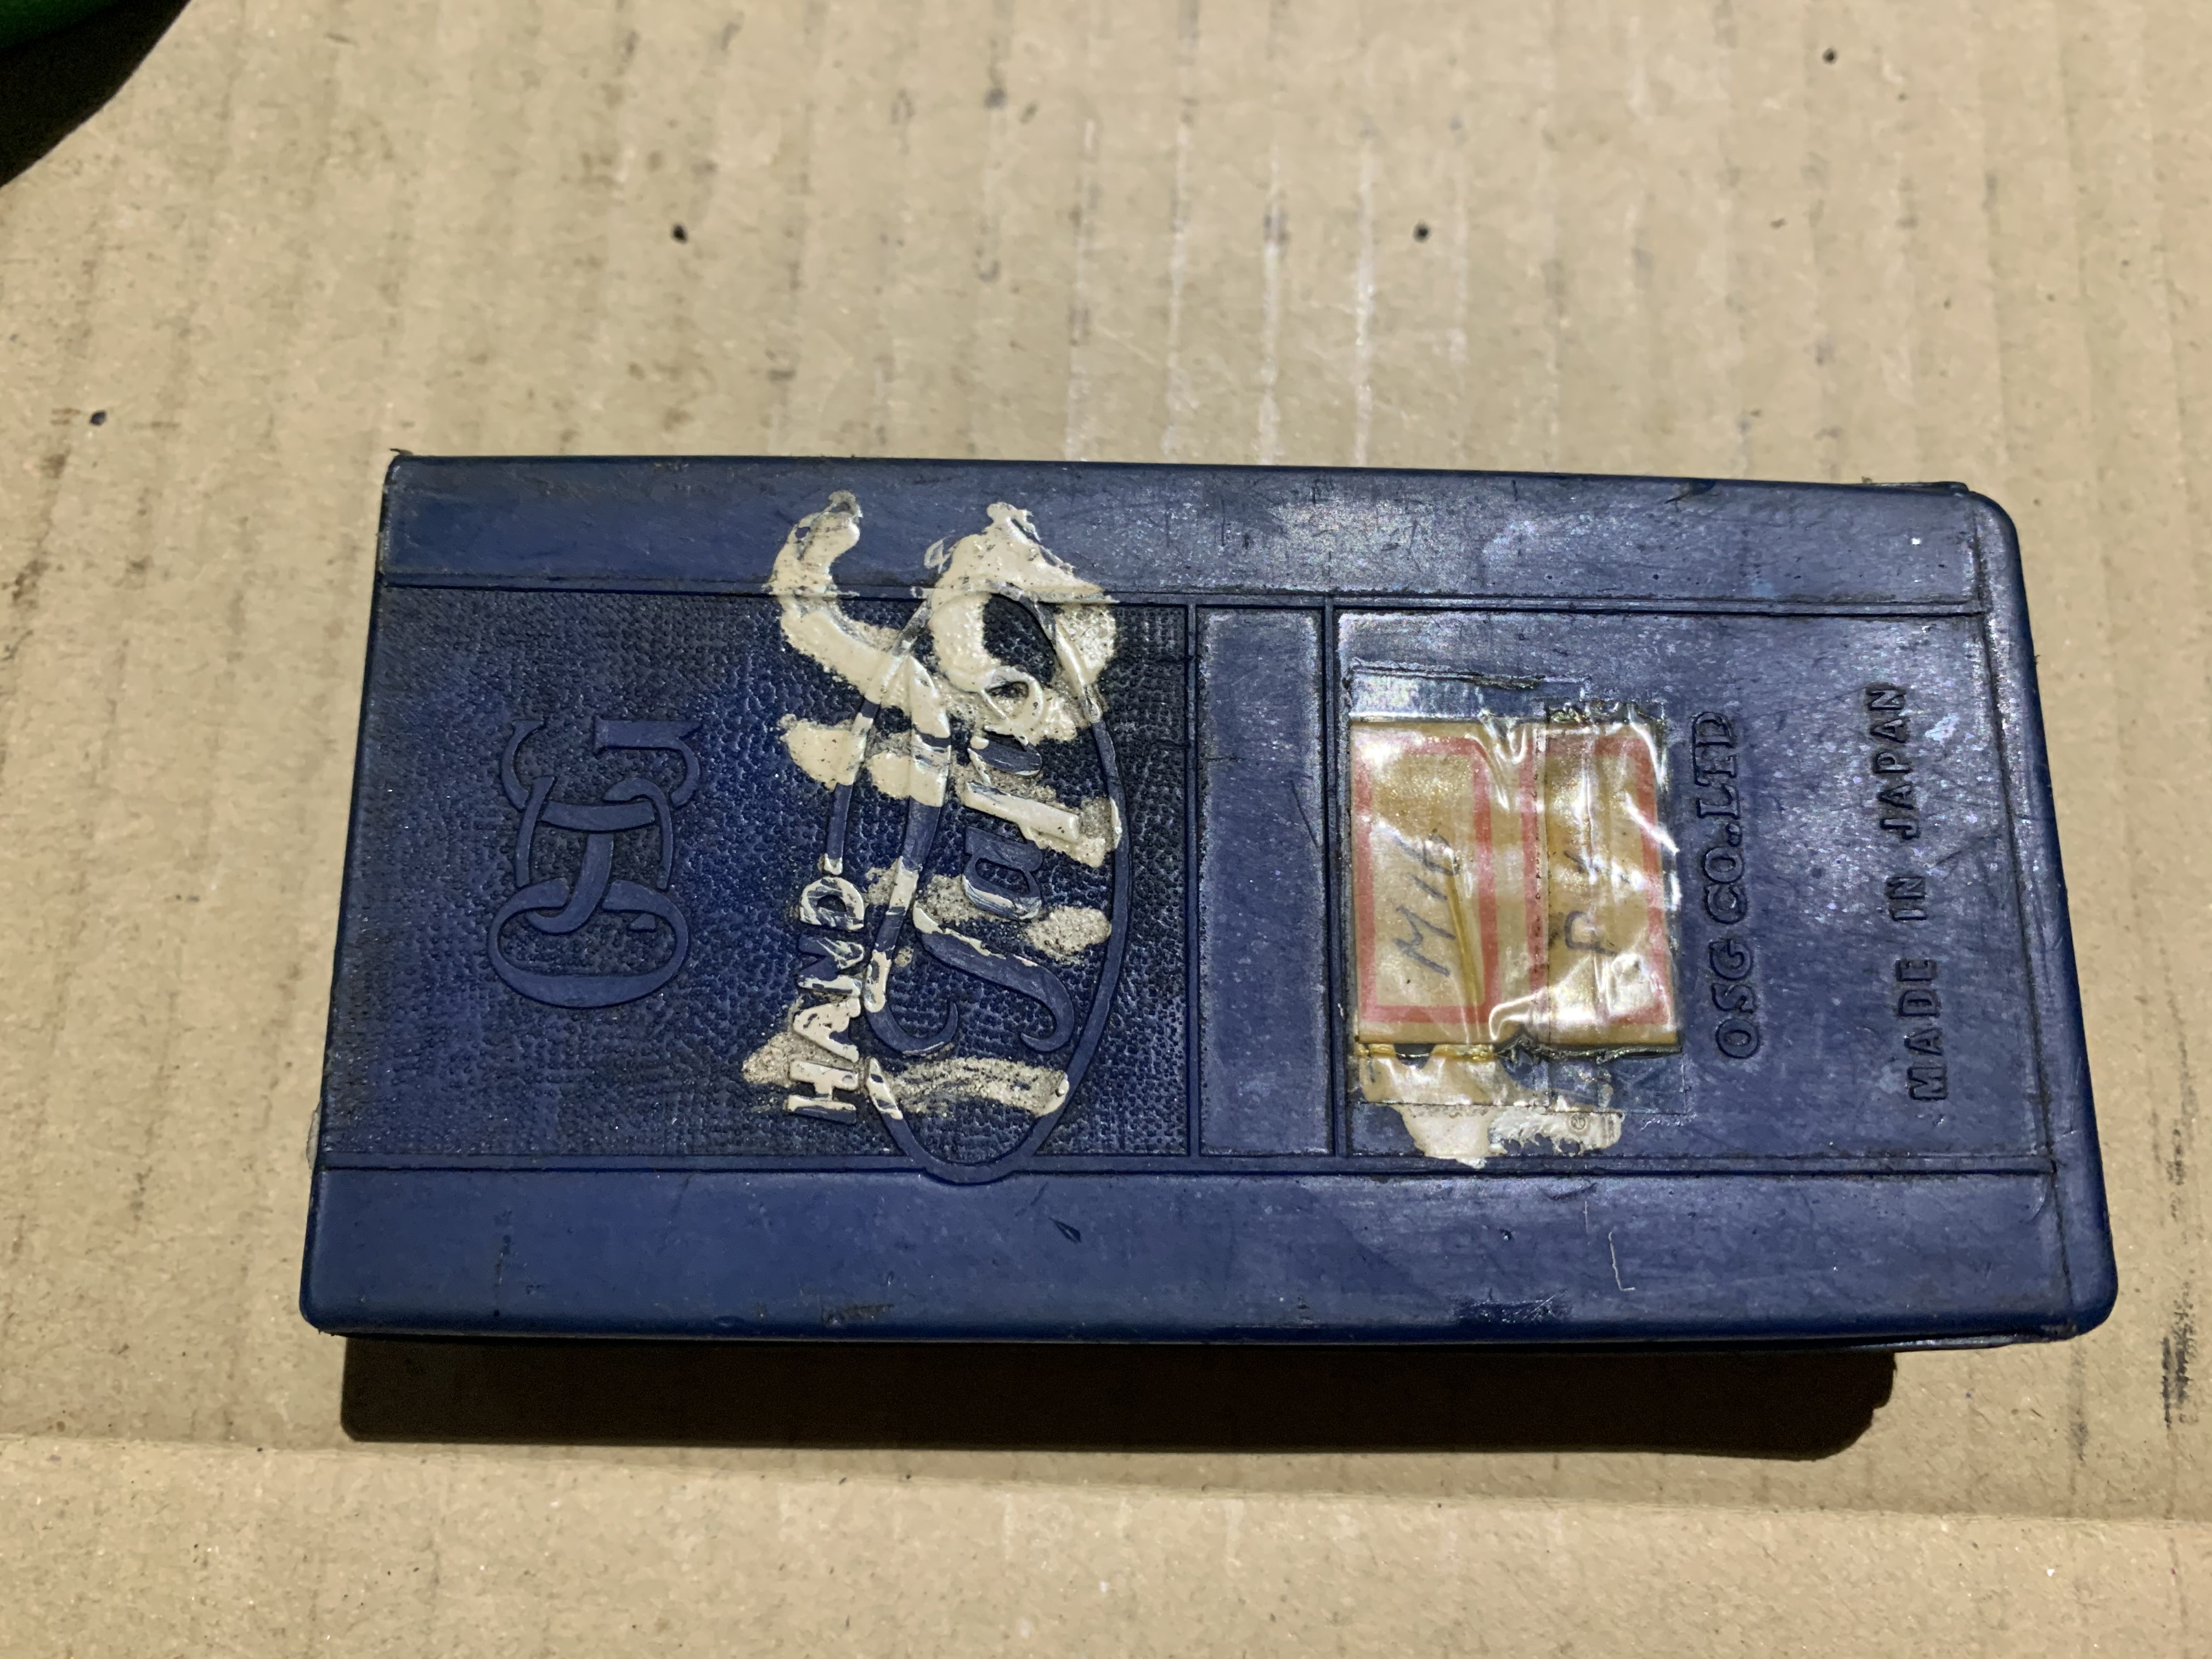 OSG
HAND
Taps
M16
OSG CO.,LTD
MADE IN JAPAN